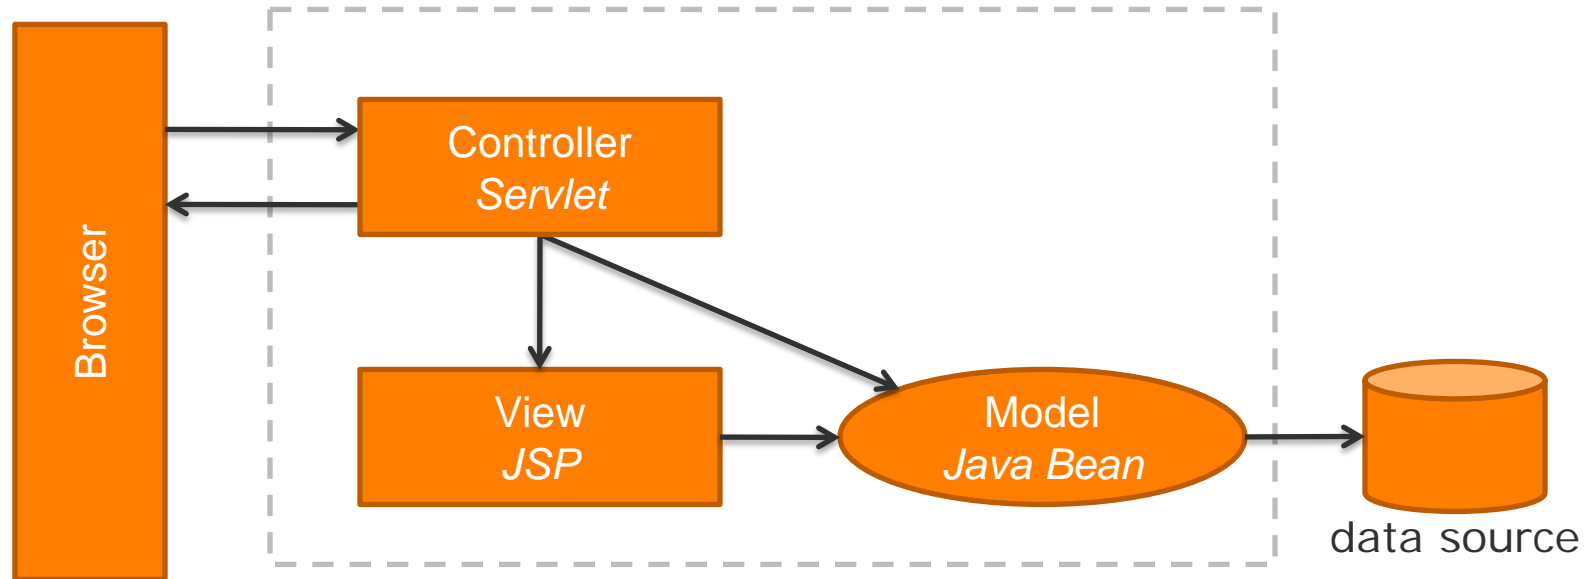 Browser
Controller
Servlet
View
JSP
Model
Java Bean
data source